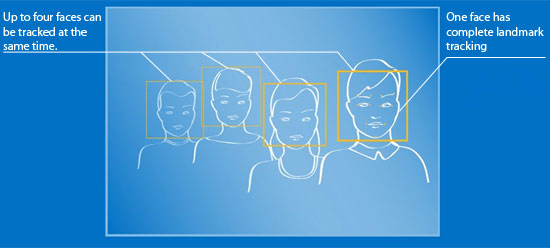 Up to four faces can
be tracked at the
same time.
One face has
complete landmark
tracking